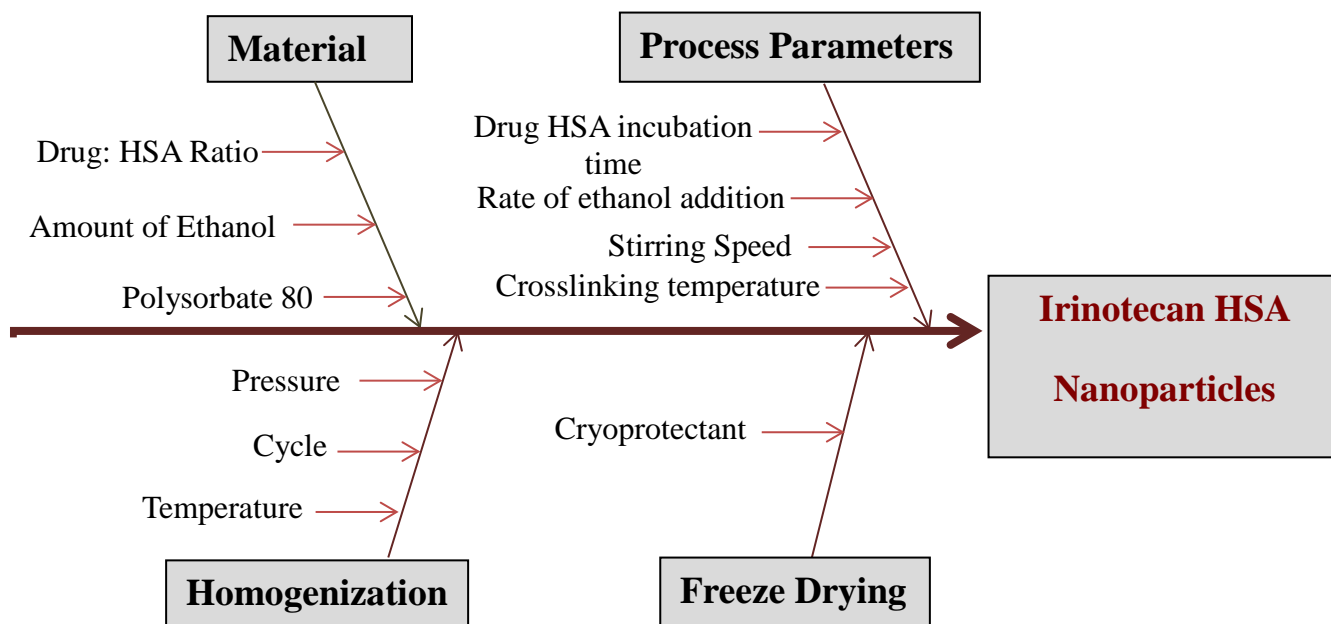 Material
Process Parameters
Drug: HSA Ratio
Amount of Ethanol
Polysorbate 80
Drug HSA incubation
time
Rate of ethanol addition
Stirring Speed
Crosslinking temperature
Irinotecan HSA
Nanoparticles
Pressure
Cycle
Temperature
Cryoprotectant
Homogenization
Freeze Drying